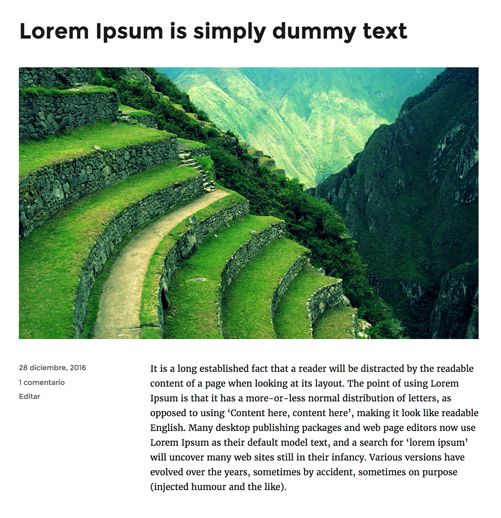 Lorem Ipsum is simply dummy text
28 diciembre, 2016
1 comentario
Editar
It is a long established fact that a reader will be distracted by the readable
content of a page when looking at its layout. The point of using Lorem
Ipsum is that it has a more-or-less normal distribution of letters, as
opposed to using ‘Content here, content here’, making it look like readable
English. Many desktop publishing packages and web page editors now use
Lorem Ipsum as their default model text, and a search for ‘lorem ipsum’
will uncover many web sites still in their infancy. Various versions have
evolved over the years, sometimes by accident, sometimes on purpose
(injected humour and the like).